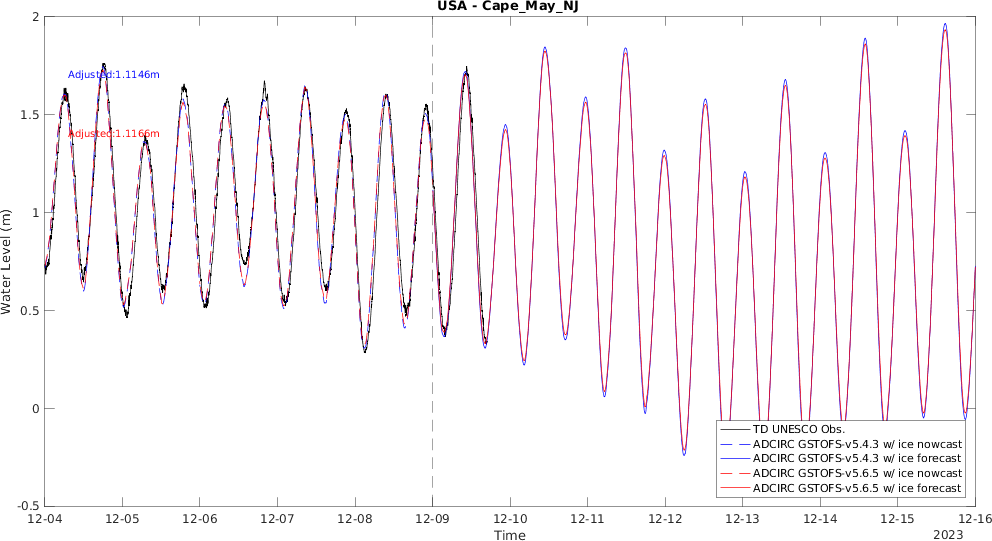 USA - Cape_May_NJ
2
Adjusted:1.1146m
1.5
Adjusted:1.1166m
1
Water Level (m)
0.5
0
TD UNESCO Obs.
ADCIRC GSTOFS-v5.4.3 w/ ice nowcast
ADCIRC GSTOFS-v5.4.3 w/ ice forecast
ADCIRC GSTOFS-v5.6.5 w/ ice nowcast
ADCIRC GSTOFS-v5.6.5 w/ ice forecast
-0.5
12-04 12-05 12-06 12-07 12-08 12-09 12-10 12-11 12-12 12-13 12-14 12-15 12-16
Time
2023